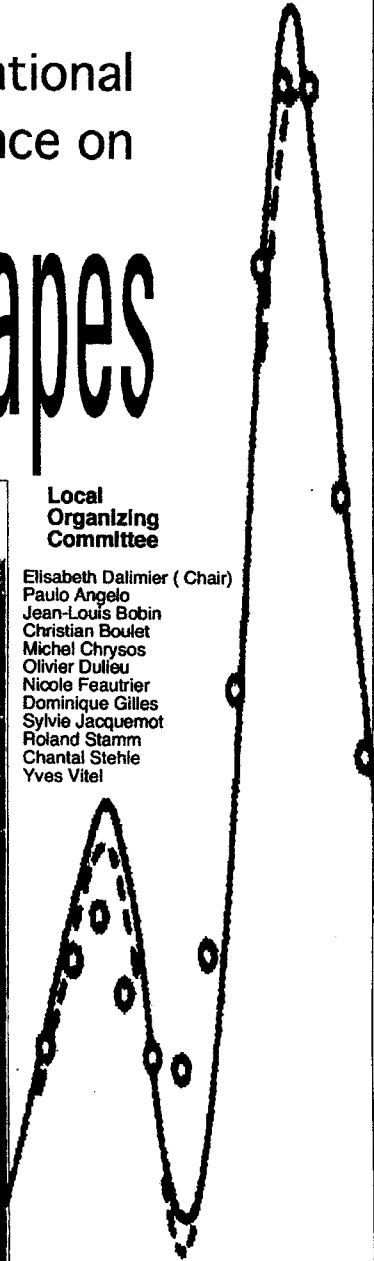 ational
nce on
apes
Local
Organizing
Committee
Elisabeth Dalimier ( Chair)
Paulo Angelo
Jean-Louis Bobin
Christian Boulet
Michel Chrysos
Olivier Dulieu
Nicole Feautrier
Dominique Gilles
Sylvie Jacquemot
Roland Stamm
Chantal Stehle
Yves Vitel